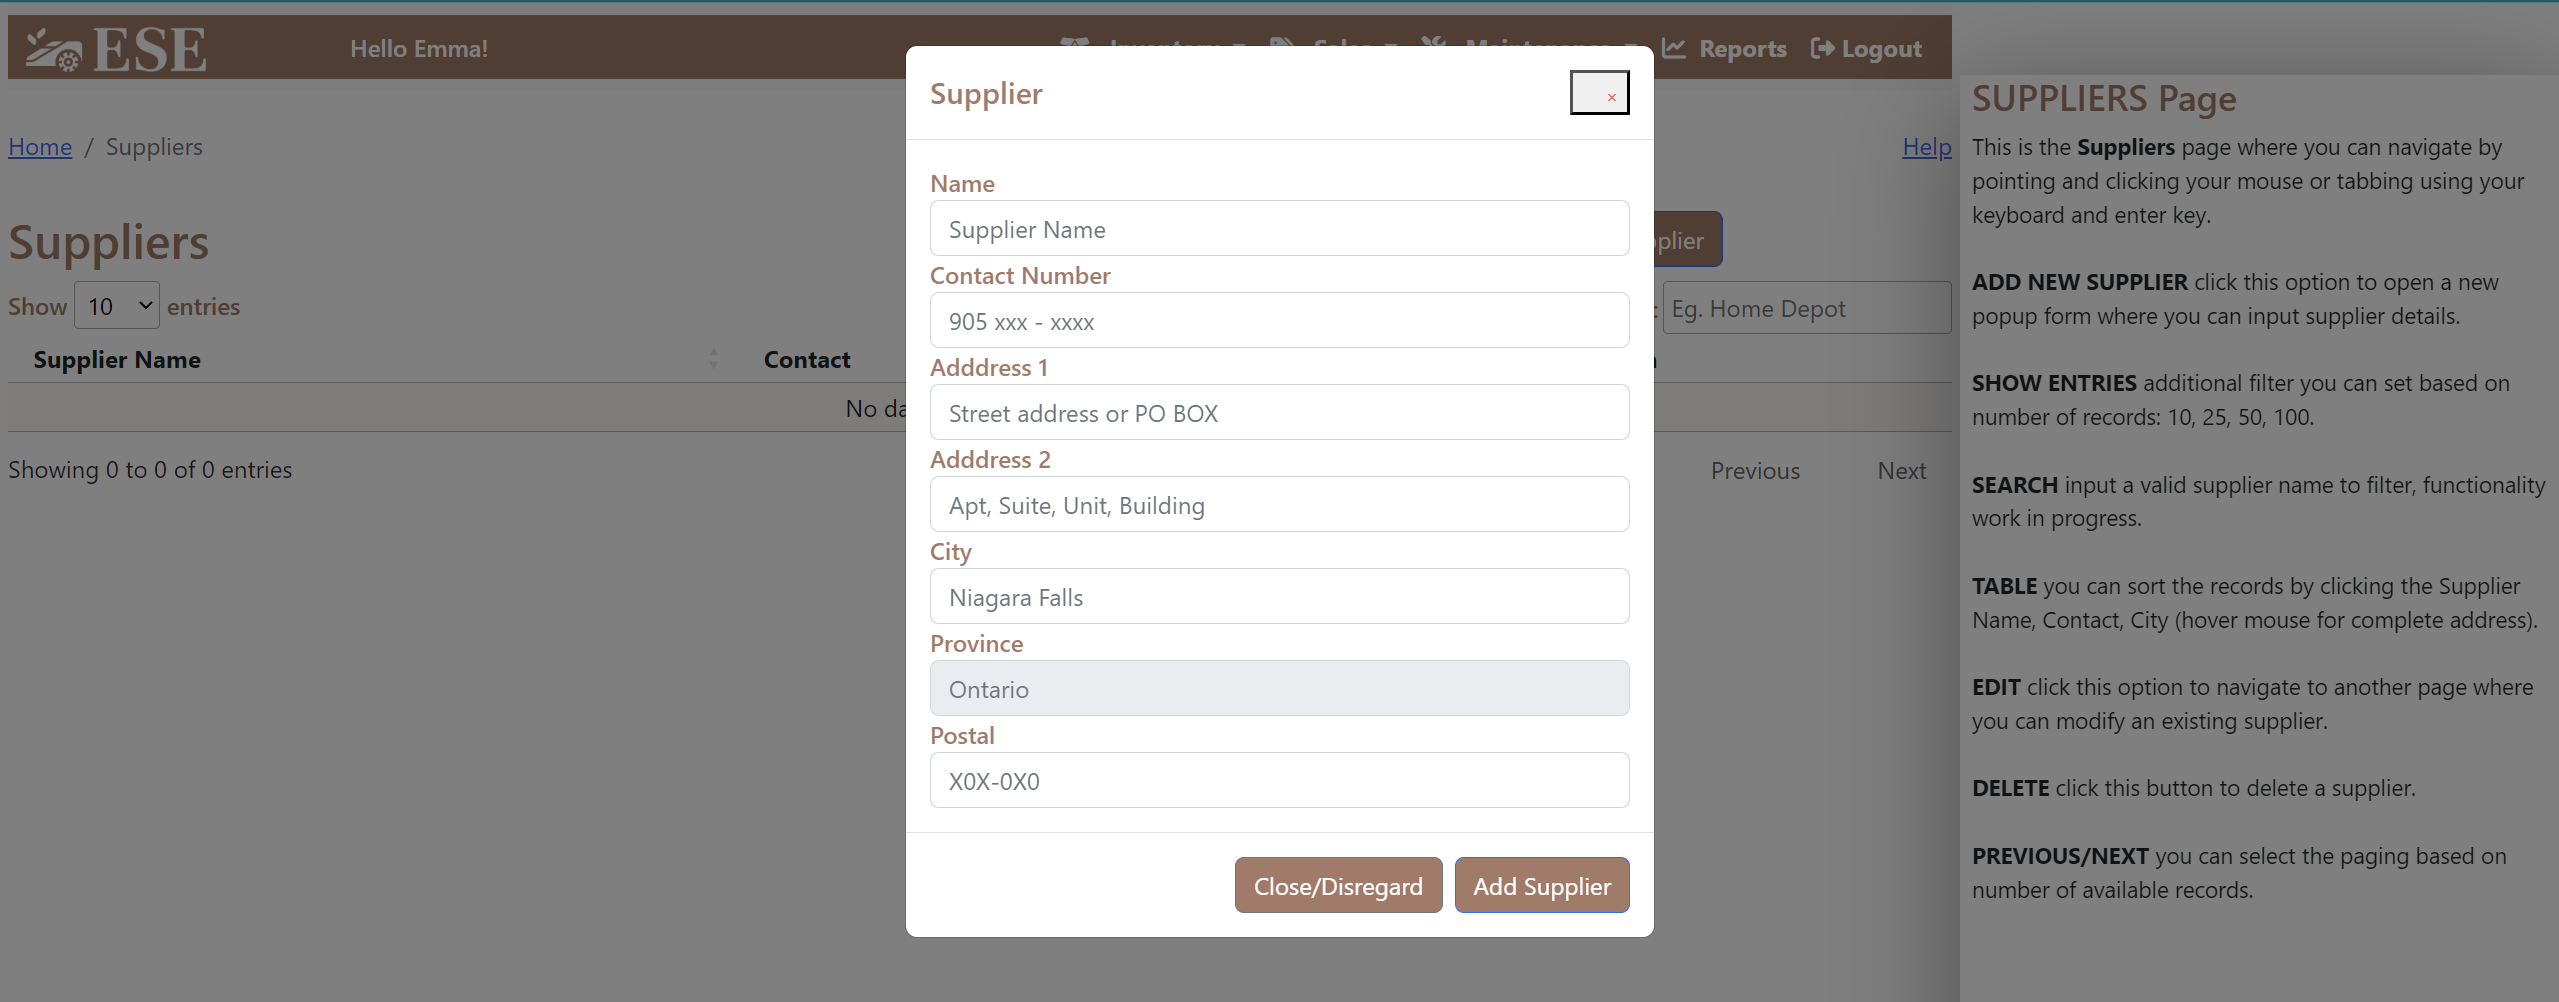 ESE
Hello Emma!
Reports
Logout
Home / Suppliers
Help
Suppliers
Show 10 entries
: Eg. Home Depot
Supplier Name
Contact
No da
Showing 0 to 0 of 0 entries
Previous
Next
Supplier
×
Name
Supplier Name
Contact Number
905 xxx - xxxx
Adddress 1
Street address or PO BOX
Adddress 2
Apt, Suite, Unit, Building
City
Niagara Falls
Province
Ontario
Postal
X0X-0X0
Close/Disregard
Add Supplier
SUPPLIERS Page
This is the Suppliers page where you can navigate by
pointing and clicking your mouse or tabbing using your
keyboard and enter key.
ADD NEW SUPPLIER click this option to open a new
popup form where you can input supplier details.
SHOW ENTRIES additional filter you can set based on
number of records: 10, 25, 50, 100.
SEARCH input a valid supplier name to filter, functionality
work in progress.
TABLE you can sort the records by clicking the Supplier
Name, Contact, City (hover mouse for complete address).
EDIT click this option to navigate to another page where
you can modify an existing supplier.
DELETE click this button to delete a supplier.
PREVIOUS/NEXT you can select the paging based on
number of available records.